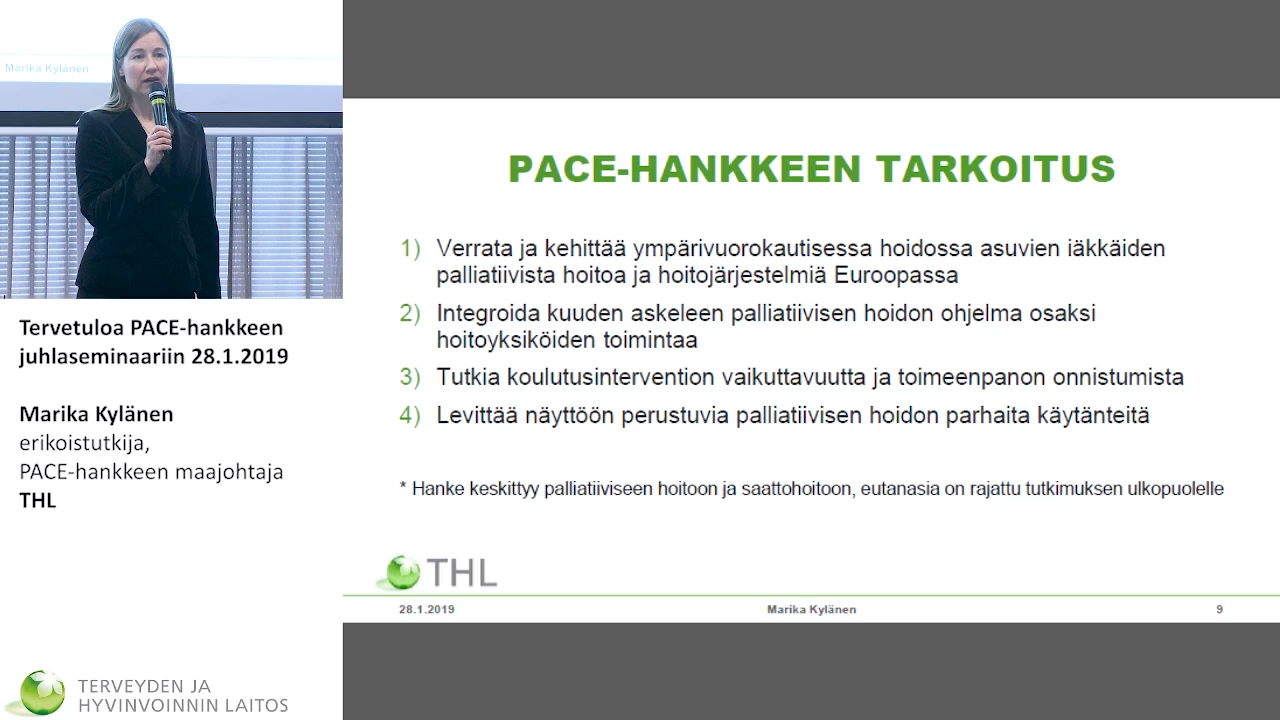 Marika Kylänen
Tervetuloa PACE-hankkeen
juhlaseminaariin 28.1.2019
Marika Kylänen
erikoistutkija,
PACE-hankkeen maajohtaja
THL
TERVEYDEN JA
HYVINVOINNIN LAITOS
PACE-HANKKEEN TARKOITUS
1) Verrata ja kehittää ympärivuorokautisessa hoidossa asuvien iäkkäiden
palliatiivista hoitoa ja hoitojärjestelmiä Euroopassa
2) Integroida kuuden askeleen palliatiivisen hoidon ohjelma osaksi
hoitoyksiköiden toimintaa
3) Tutkia koulutusintervention vaikuttavuutta ja toimeenpanon onnistumista
4) Levittää näyttöön perustuvia palliatiivisen hoidon parhaita käytänteitä
* Hanke keskittyy palliatiiviseen hoitoon ja saattohoitoon, eutanasia on rajattu tutkimuksen ulkopuolelle
THL
28.1.2019 Marika Kylänen 9